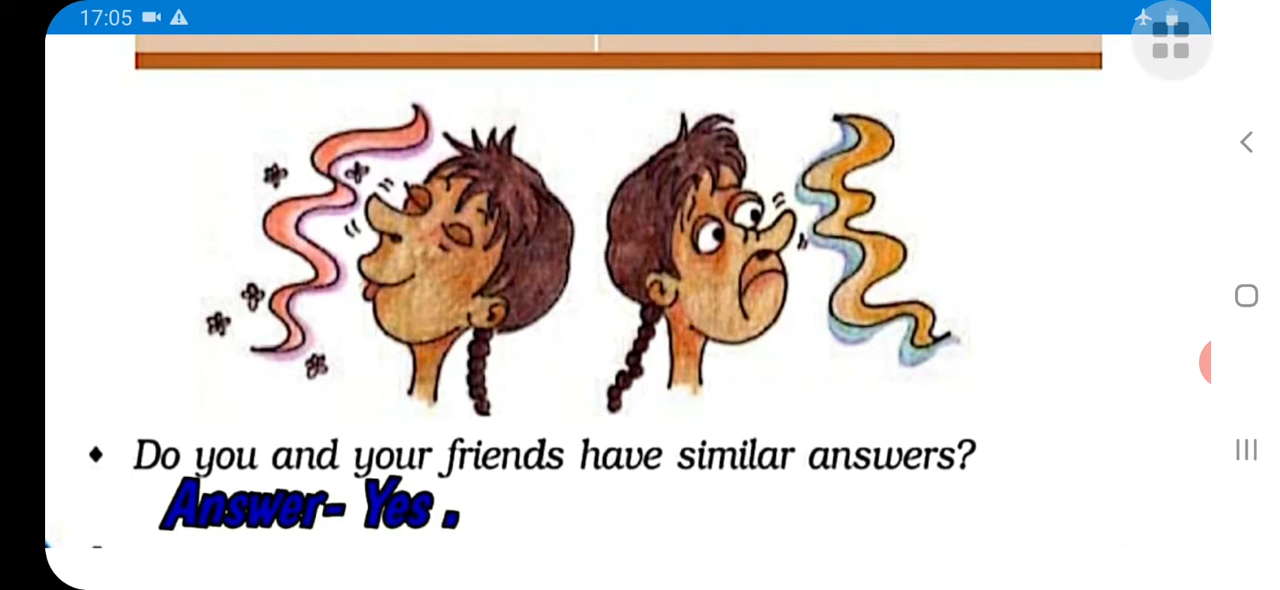 17:05
♦ Do you and your friends have similar answers?
Answer- Yes .